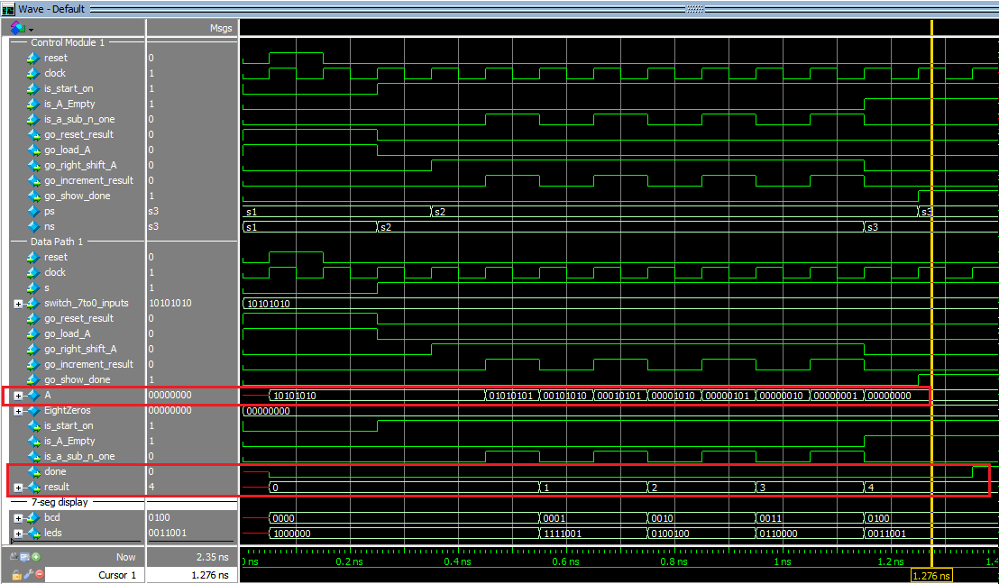 Wave - Default
Msgs
Control Module 1
reset 0
clock 1
is_start_on 1
is_A_Empty 1
is_a_sub_n_one 0
go_reset_result 0
go_load_A 0
go_right_shift_A 0
go_increment_result 0
go_show_done 1
ps s3 s1 s2 s3
ns s3 s1 s2 s3
Data Path 1
reset 0
clock 1
s 1
switch_7to0_inputs 10101010 10101010
go_reset_result 0
go_load_A 0
go_right_shift_A 0
go_increment_result 0
go_show_done 1
A 00000000 10101010 01010101 00101010 00010101 00001010 00000101 00000010 00000001 00000000
EightZeros 00000000 00000000
is_start_on 1
is_A_Empty 1
is_a_sub_n_one 0
done 0
result 4 0 1 2 3 4
7-seg display
bcd 0100 0000 0001 0010 0011 0100
leds 0011001 1000000 1111001 0100100 0110000 0011001
Now 2.35 ns 0 ns 0.2 ns 0.4 ns 0.6 ns 0.8 ns 1 ns 1.2 ns 1.4
Cursor 1 1.276 ns 1.276 ns